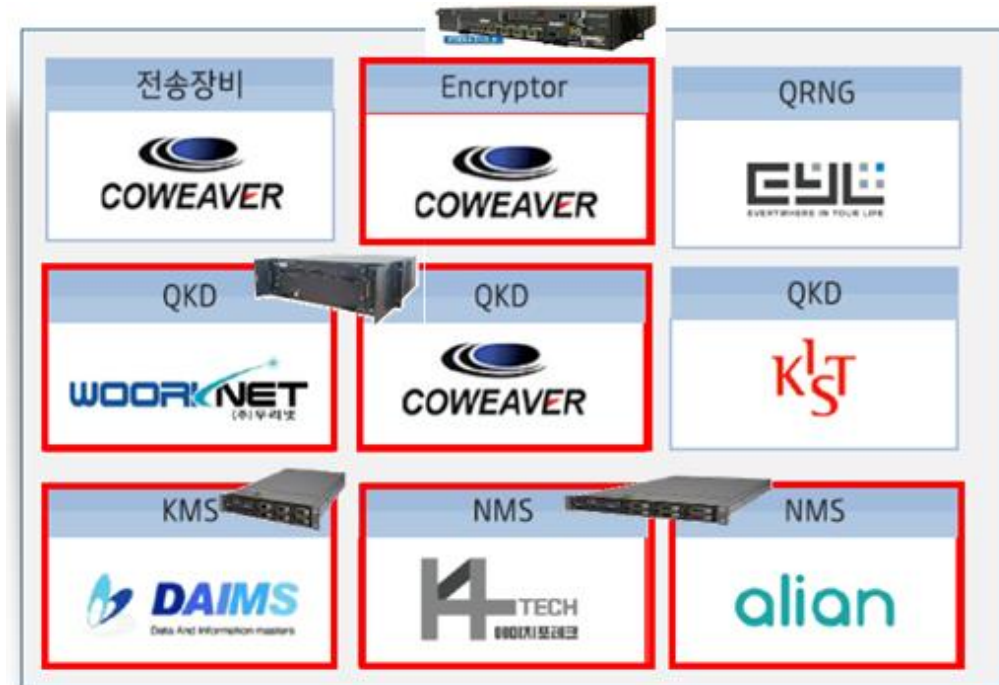 전송장비
Encryptor
QRNG
COWEAVER
COWEAVER
EYL
EVERYWHERE IN YOUR LIFE
QKD
QKD
QKD
WOORKNET
(주)우리넷
COWEAVER
KIST
KMS
NMS
NMS
DAIMS
Data And Information masters
H4
TECH
에이치포테크
alian